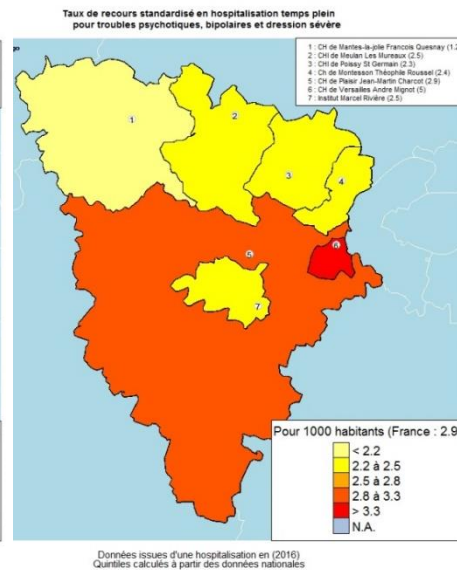 Taux de recours standardisé en hospitalisation temps plein
pour troubles psychotiques, bipolaires et dression sévère
1 : CH de Mantes-la-jolie Francois Quesnay (1.2
2 : CHI de Meulan Les Mureaux (2.5)
3 : CHI de Poissy St Germain (2.3)
4 : Ch de Montesson Théophile Roussel (2.4)
5 : CH de Plaisir Jean-Martin Charcot (2.9)
6 : CH de Versailles Andre Mignot (5)
7 : Institut Marcel Rivière (2.5)
1
2
3
4
5
6
7
Pour 1000 habitants (France : 2.9
< 2.2
2.2 à 2.5
2.5 à 2.8
2.8 à 3.3
> 3.3
N.A.
Données issues d'une hospitalisation en (2016)
Quintiles calculés à partir des données nationales